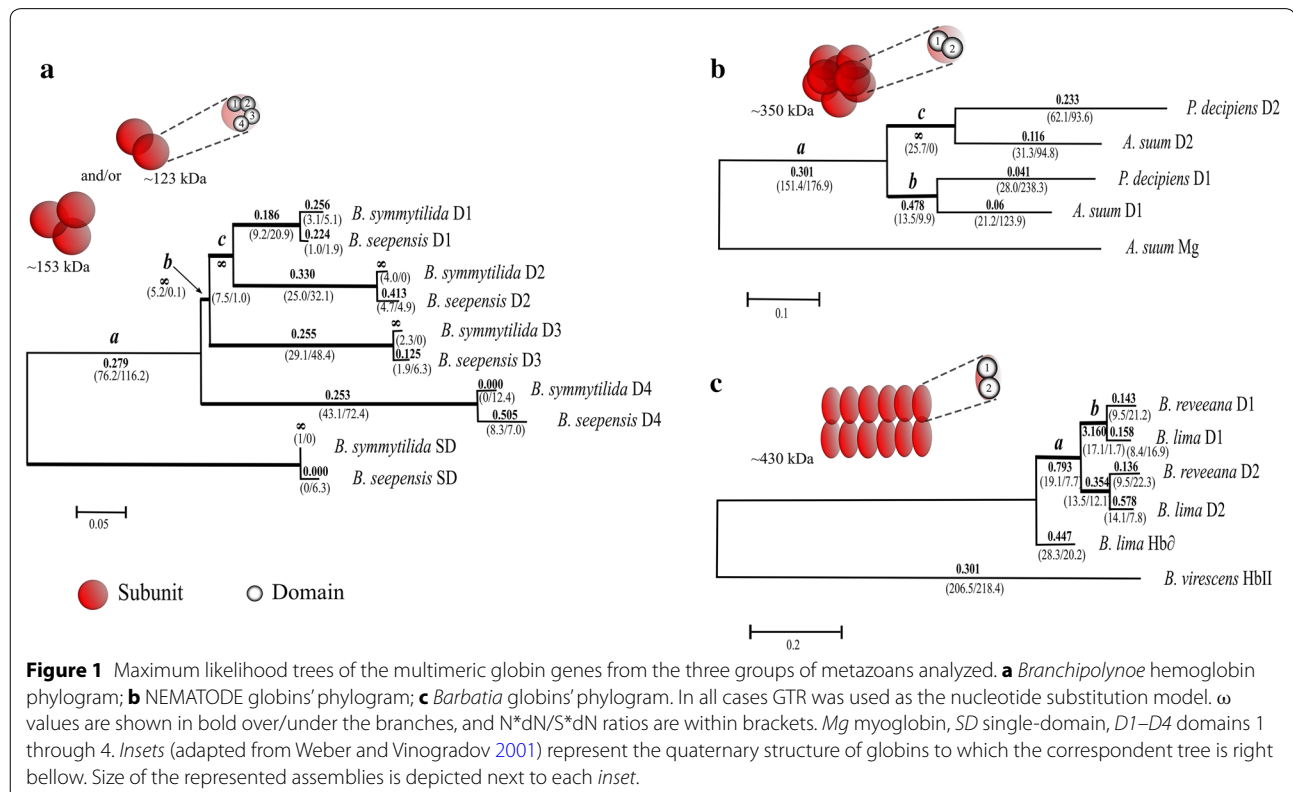 a
and/or
~123 kDa
~153 kDa
1 2 3 4
a
0.279
(76.2/116.2)
b
∞
(5.2/0.1)
c
∞
(7.5/1.0)
0.186
(9.2/20.9)
0.256
(3.1/5.1)
B. symmytilida D1
0.224
(1.0/1.9)
B. seepensis D1
0.330
(25.0/32.1)
∞
(4.0/0)
B. symmytilida D2
0.413
(4.7/4.9)
B. seepensis D2
0.255
(29.1/48.4)
∞
(2.3/0)
B. symmytilida D3
0.125
(1.9/6.3)
B. seepensis D3
0.253
(43.1/72.4)
0.000
(0/12.4)
B. symmytilida D4
0.505
(8.3/7.0)
B. seepensis D4
∞
(1/0)
B. symmytilida SD
0.000
(0/6.3)
B. seepensis SD
0.05
Subunit
Domain
b
~350 kDa
1 2
a
0.301
(151.4/176.9)
c
∞
(25.7/0)
0.233
(62.1/93.6)
P. decipiens D2
0.116
(31.3/94.8)
A. suum D2
b
0.478
(13.5/9.9)
0.041
(28.0/238.3)
P. decipiens D1
0.06
(21.2/123.9)
A. suum D1
A. suum Mg
0.1
c
~430 kDa
1
2
a
0.793
(19.1/7.7)
b
3.160
(17.1/1.7)
0.143
(9.5/21.2)
B. reveeana D1
0.158
(8.4/16.9)
B. lima D1
0.354
(13.5/12.1)
0.136
(9.5/22.3)
B. reveeana D2
0.578
(14.1/7.8)
B. lima D2
0.447
(28.3/20.2)
B. lima Hb∂
0.301
(206.5/218.4)
B. virescens HbII
0.2
Figure 1 Maximum likelihood trees of the multimeric globin genes from the three groups of metazoans analyzed. a Branchipolynoe hemoglobin
phylogram; b NEMATODE globins' phylogram; c Barbatia globins' phylogram. In all cases GTR was used as the nucleotide substitution model. ω
values are shown in bold over/under the branches, and N*dN/S*dN ratios are within brackets. Mg myoglobin, SD single-domain, D1–D4 domains 1
through 4. Insets (adapted from Weber and Vinogradov 2001) represent the quaternary structure of globins to which the correspondent tree is right
bellow. Size of the represented assemblies is depicted next to each inset.